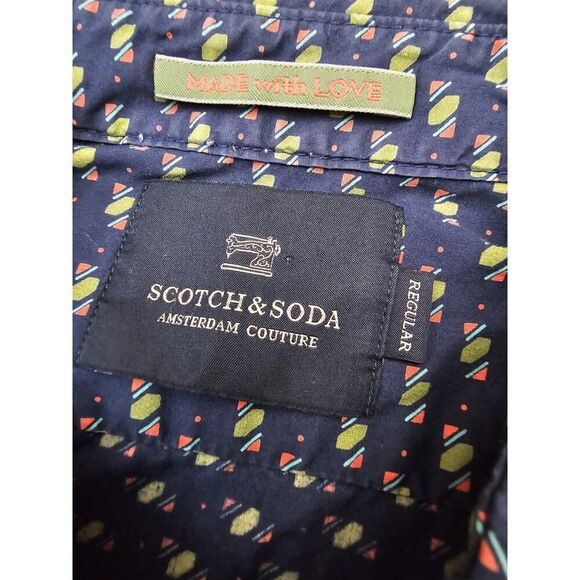 MADE with LOVE
SCOTCH & SODA
AMSTERDAM COUTURE
REGULAR